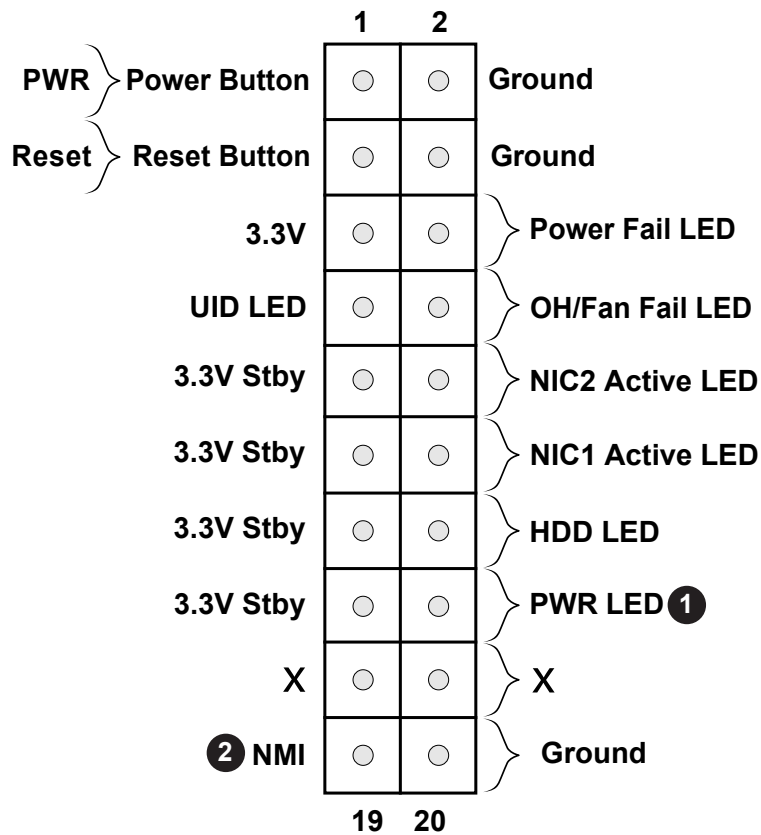 1 2
PWR Power Button Ground
Reset Reset Button Ground
3.3V Power Fail LED
UID LED OH/Fan Fail LED
3.3V Stby NIC2 Active LED
3.3V Stby NIC1 Active LED
3.3V Stby HDD LED
3.3V Stby PWR LED 1
X X
2 NMI Ground
19 20